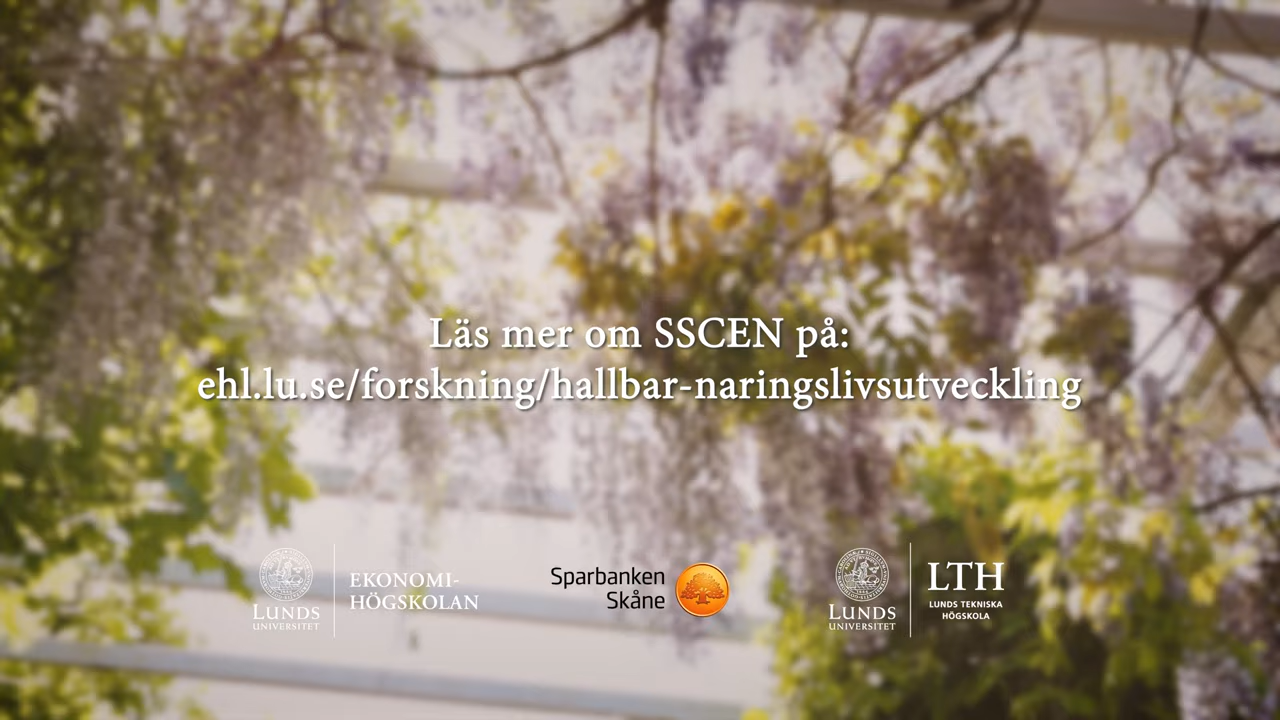 Läs mer om SSCEN på:
ehl.lu.se/forskning/hallbar-naringslivsutveckling
LUNDS
UNIVERSITET
EKONOMI-
HÖGSKOLAN
Sparbanken
Skåne
LUNDS
UNIVERSITET
LTH
LUNDS TEKNISKA
HÖGSKOLA